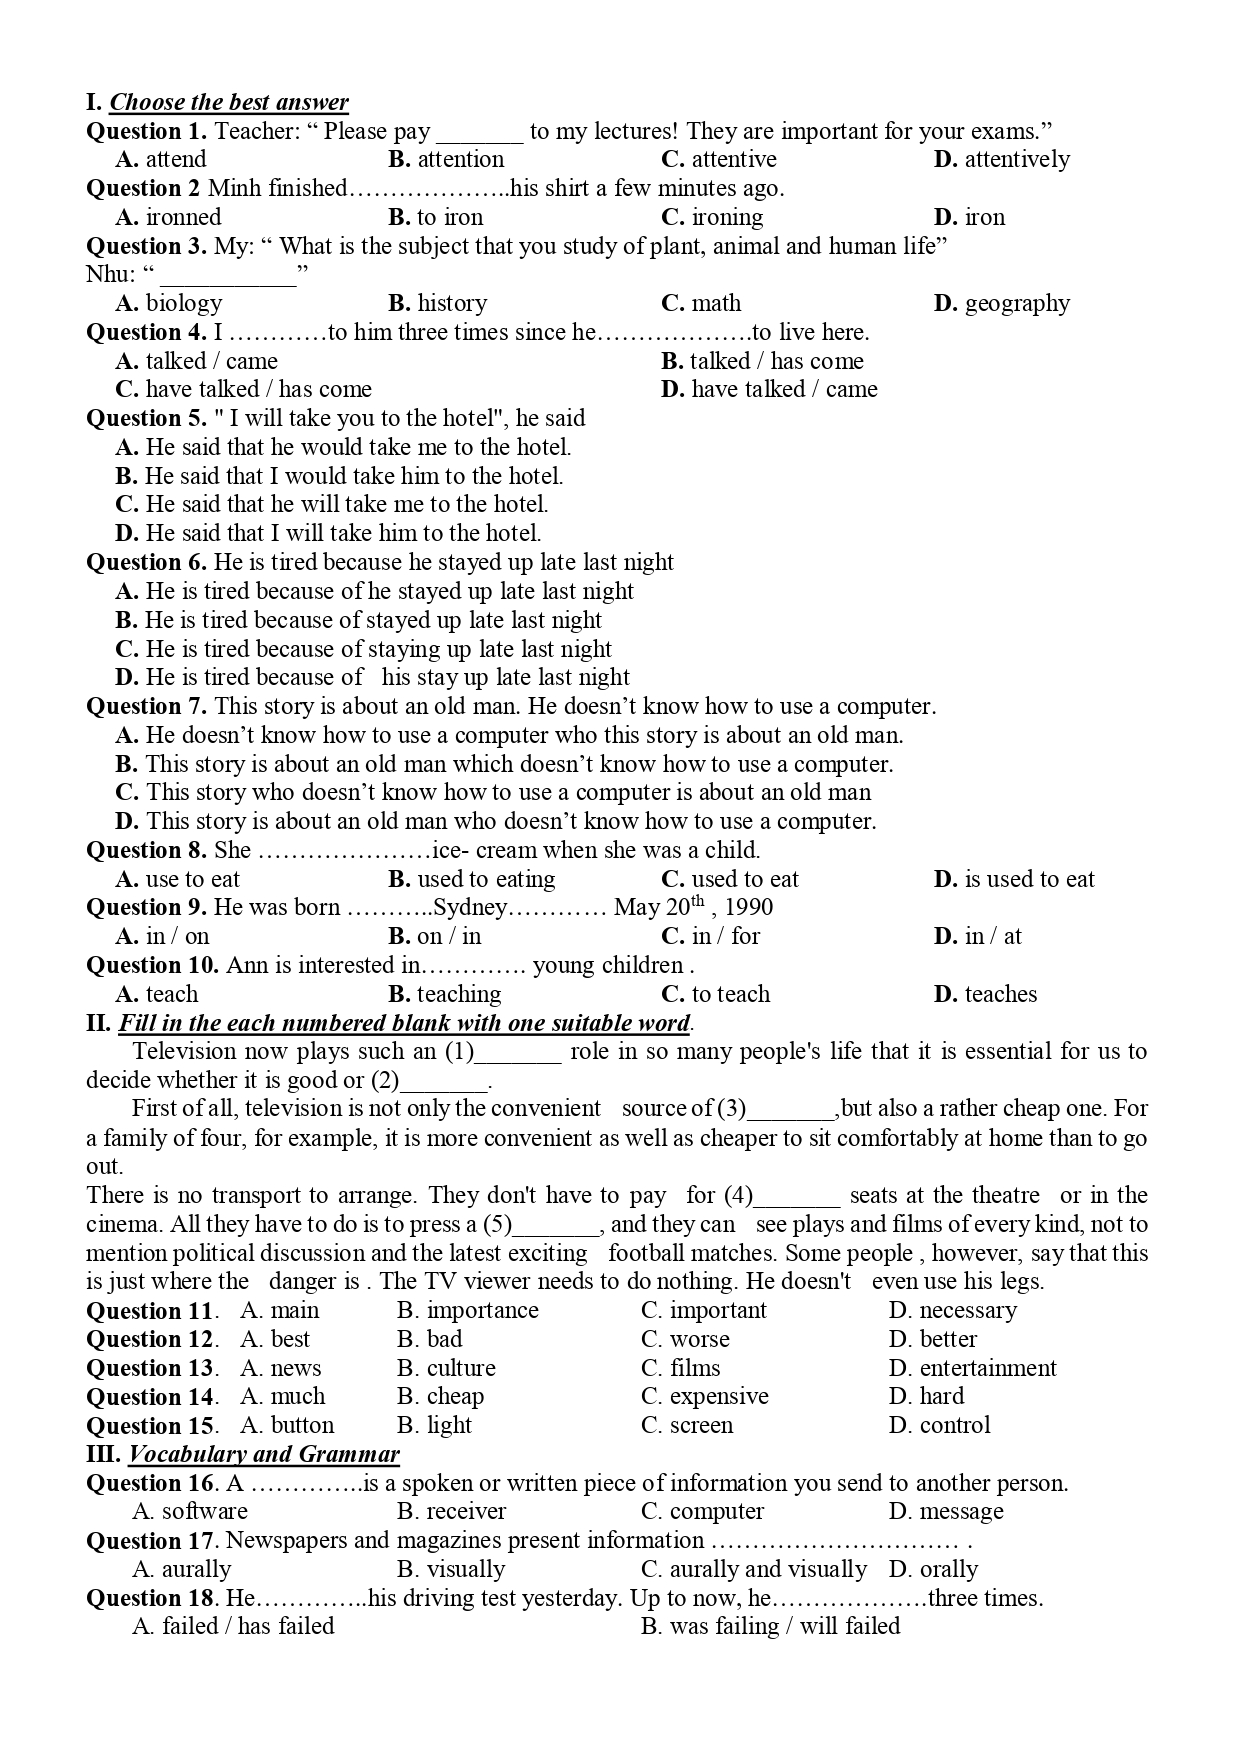 I. Choose the best answer
Question 1. Teacher: “ Please pay _______ to my lectures! They are important for your exams.”
A. attend B. attention C. attentive D. attentively
Question 2 Minh finished………………..his shirt a few minutes ago.
A. ironned B. to iron C. ironing D. iron
Question 3. My: “ What is the subject that you study of plant, animal and human life”
Nhu: “ ___________”
A. biology B. history C. math D. geography
Question 4. I …………to him three times since he……………….to live here.
A. talked / came B. talked / has come
C. have talked / has come D. have talked / came
Question 5. " I will take you to the hotel", he said
A. He said that he would take me to the hotel.
B. He said that I would take him to the hotel.
C. He said that he will take me to the hotel.
D. He said that I will take him to the hotel.
Question 6. He is tired because he stayed up late last night
A. He is tired because of he stayed up late last night
B. He is tired because of stayed up late last night
C. He is tired because of staying up late last night
D. He is tired because of his stay up late last night
Question 7. This story is about an old man. He doesn’t know how to use a computer.
A. He doesn’t know how to use a computer who this story is about an old man.
B. This story is about an old man which doesn’t know how to use a computer.
C. This story who doesn’t know how to use a computer is about an old man
D. This story is about an old man who doesn’t know how to use a computer.
Question 8. She …………………ice- cream when she was a child.
A. use to eat B. used to eating C. used to eat D. is used to eat
Question 9. He was born ………..Sydney………… May 20th , 1990
A. in / on B. on / in C. in / for D. in / at
Question 10. Ann is interested in…………. young children .
A. teach B. teaching C. to teach D. teaches
II. Fill in the each numbered blank with one suitable word.
Television now plays such an (1)_______ role in so many people's life that it is essential for us to
decide whether it is good or (2)_______.
First of all, television is not only the convenient source of (3)_______,but also a rather cheap one. For
a family of four, for example, it is more convenient as well as cheaper to sit comfortably at home than to go
out.
There is no transport to arrange. They don't have to pay for (4)_______ seats at the theatre or in the
cinema. All they have to do is to press a (5)_______, and they can see plays and films of every kind, not to
mention political discussion and the latest exciting football matches. Some people , however, say that this
is just where the danger is . The TV viewer needs to do nothing. He doesn't even use his legs.
Question 11. A. main B. importance C. important D. necessary
Question 12. A. best B. bad C. worse D. better
Question 13. A. news B. culture C. films D. entertainment
Question 14. A. much B. cheap C. expensive D. hard
Question 15. A. button B. light C. screen D. control
III. Vocabulary and Grammar
Question 16. A …………..is a spoken or written piece of information you send to another person.
A. software B. receiver C. computer D. message
Question 17. Newspapers and magazines present information ………………………… .
A. aurally B. visually C. aurally and visually D. orally
Question 18. He…………..his driving test yesterday. Up to now, he……………….three times.
A. failed / has failed B. was failing / will failed